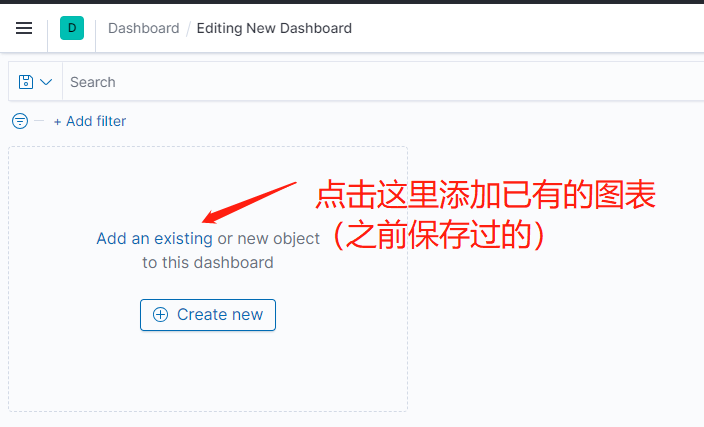 D Dashboard / Editing New Dashboard
Search
+ Add filter
点击这里添加已有的图表
（之前保存过的）
Add an existing or new object
to this dashboard
Create new